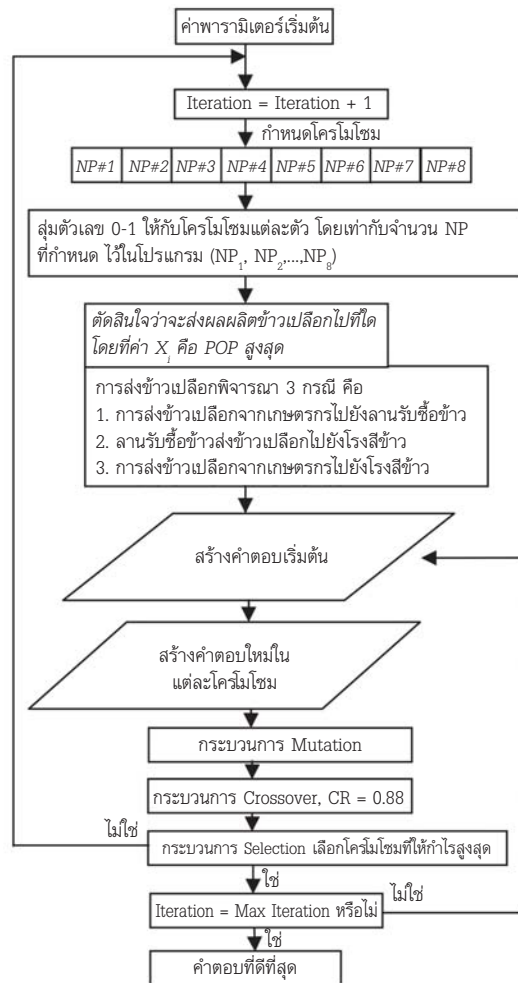 ค่าพารามิเตอร์เริ่มต้น
Iteration = Iteration + 1
กำหนดโครโมโซม
NP#1 NP#2 NP#3 NP#4 NP#5 NP#6 NP#7 NP#8
สุ่มตัวเลข 0-1 ให้กับโครโมโซมแต่ละตัว โดยเท่ากับจำนวน NP
ที่กำหนด ไว้ในโปรแกรม (NP₁, NP₂,...,NP₈)
ตัดสินใจว่าจะส่งผลผลิตข้าวเปลือกไปที่ใด
โดยที่ค่า Xᵢ คือ POP สูงสุด
การส่งข้าวเปลือกพิจารณา 3 กรณี คือ
1. การส่งข้าวเปลือกจากเกษตรกรไปยังลานรับซื้อข้าว
2. ลานรับซื้อข้าวส่งข้าวเปลือกไปยังโรงสีข้าว
3. การส่งข้าวเปลือกจากเกษตรกรไปยังโรงสีข้าว
สร้างคำตอบเริ่มต้น
สร้างคำตอบใหม่ใน
แต่ละโครโมโซม
กระบวนการ Mutation
กระบวนการ Crossover, CR = 0.88
ไม่ใช่
กระบวนการ Selection เลือกโครโมโซมที่ให้กำไรสูงสุด
ใช่
Iteration = Max Iteration หรือไม่
ไม่ใช่
ใช่
คำตอบที่ดีที่สุด